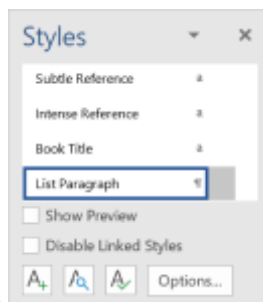 Styles
Subtle Reference a
Intense Reference a
Book Title a
List Paragraph ¶
Show Preview
Disable Linked Styles
Options...